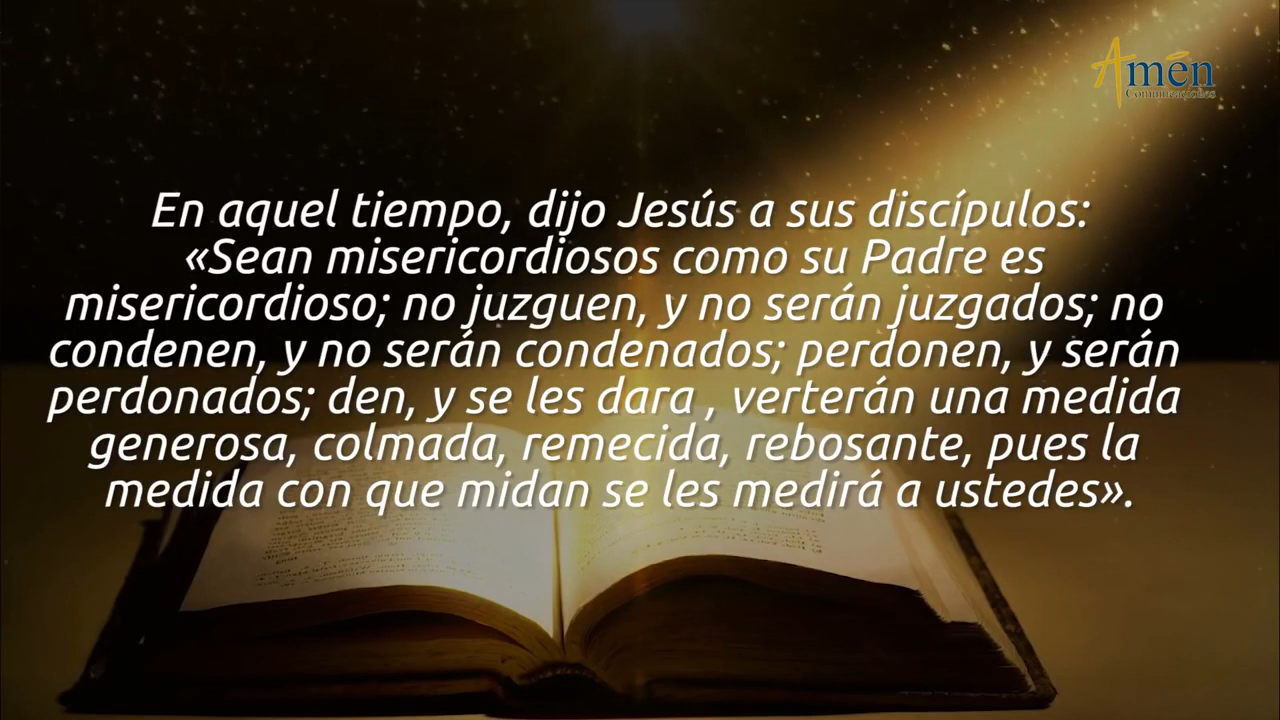 Amén
Comunicaciones
En aquel tiempo, dijo Jesús a sus discípulos:
«Sean misericordiosos como su Padre es
misericordioso; no juzguen, y no serán juzgados; no
condenen, y no serán condenados; perdonen, y serán
perdonados; den, y se les dara , verterán una medida
generosa, colmada, remecida, rebosante, pues la
medida con que midan se les medirá a ustedes».